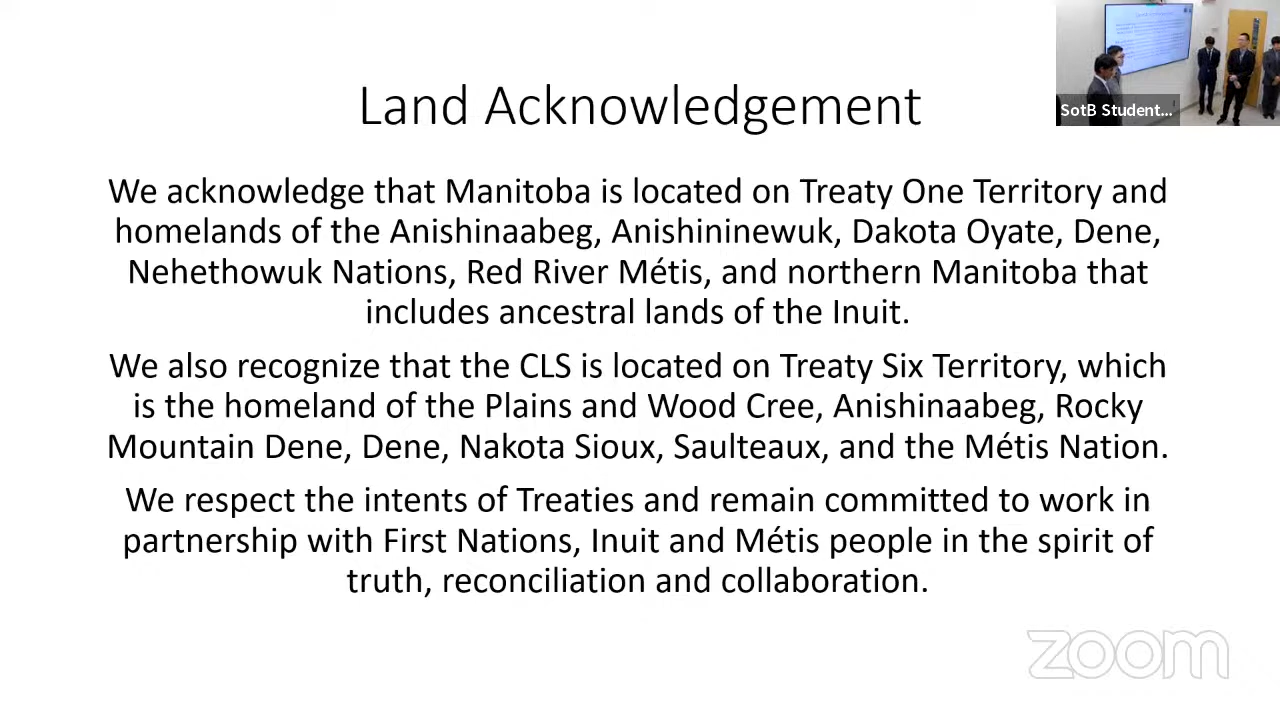 Land Acknowledgement
We acknowledge that Manitoba is located on Treaty One Territory and
homelands of the Anishinaabeg, Anishininewuk, Dakota Oyate, Dene,
Nehethowuk Nations, Red River Métis, and northern Manitoba that
includes ancestral lands of the Inuit.
We also recognize that the CLS is located on Treaty Six Territory, which
is the homeland of the Plains and Wood Cree, Anishinaabeg, Rocky
Mountain Dene, Dene, Nakota Sioux, Saulteaux, and the Métis Nation.
We respect the intents of Treaties and remain committed to work in
partnership with First Nations, Inuit and Métis people in the spirit of
truth, reconciliation and collaboration.
SotB Student...
zoom